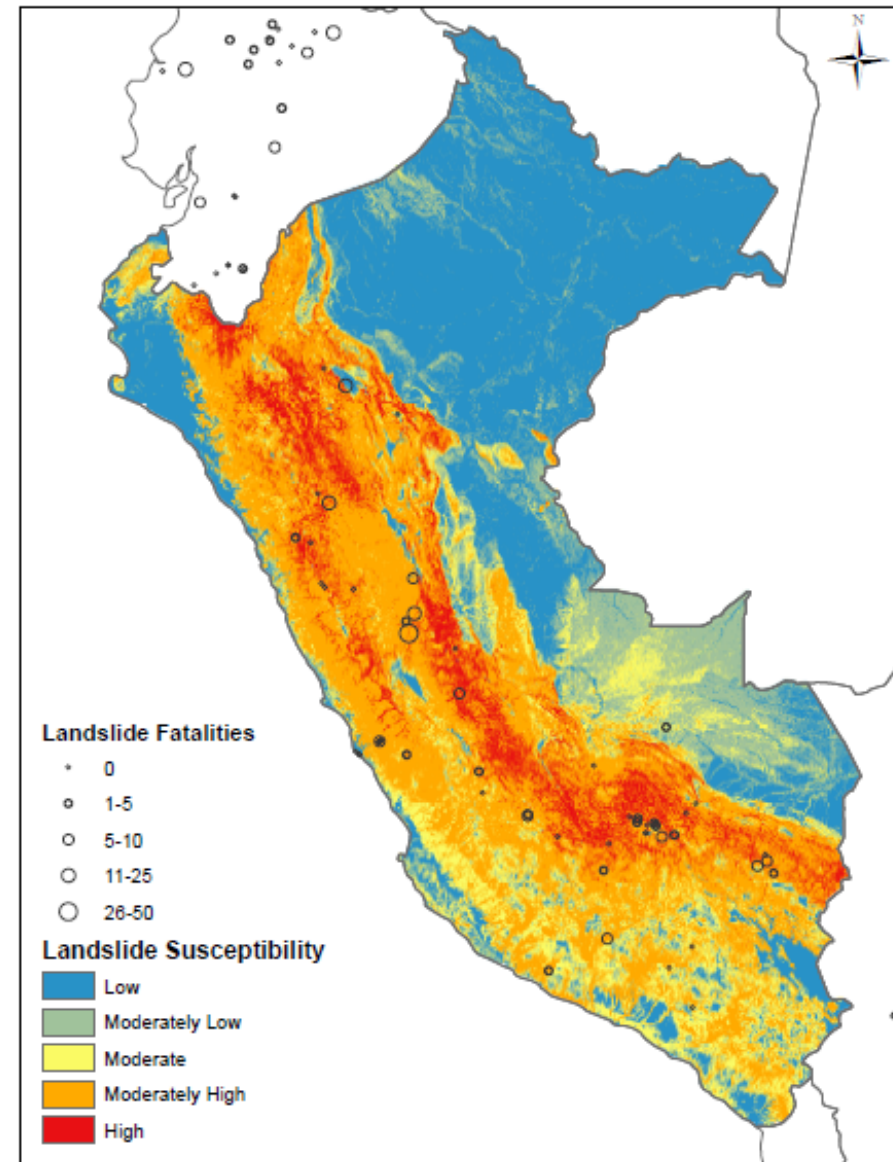 N
Landslide Fatalities
0
1-5
5-10
11-25
26-50
Landslide Susceptibility
Low
Moderately Low
Moderate
Moderately High
High